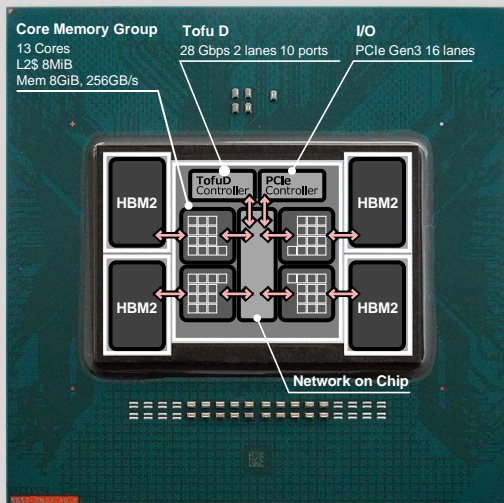 Core Memory Group
13 Cores
L2$ 8MiB
Mem 8GiB, 256GB/s
Tofu D
28 Gbps 2 lanes 10 ports
I/O
PCIe Gen3 16 lanes
TofuD
Controller
PCIe
Controller
HBM2
HBM2
HBM2
HBM2
Network on Chip